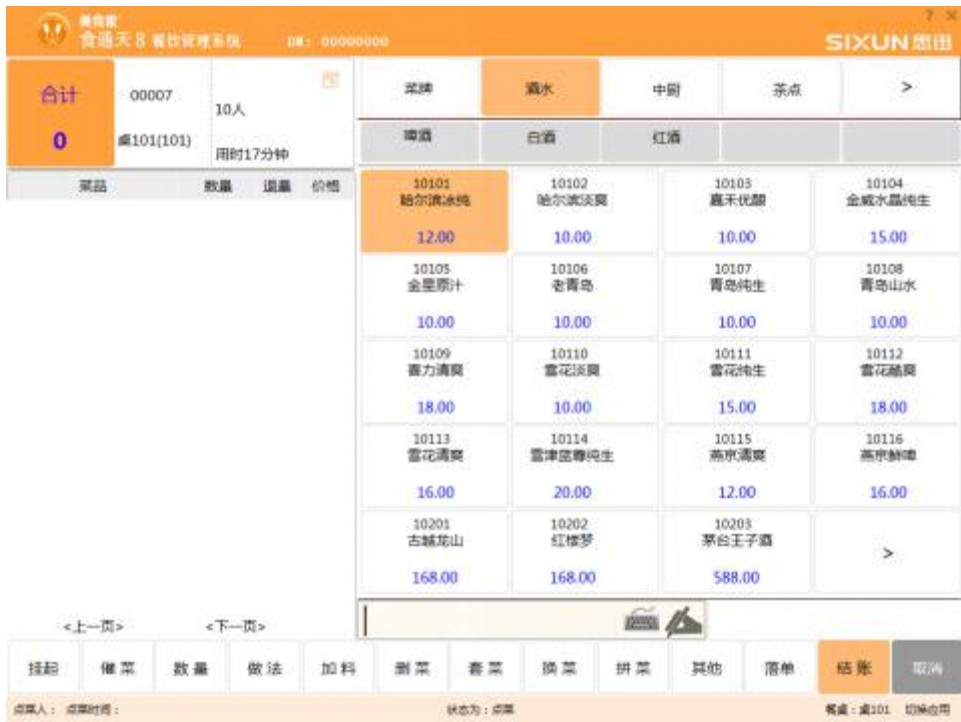 ? ×
食通天 8 餐饮管理系统 DM: 00000000
SIXUN思迅
合计
0
00007
桌101(101)
10人
用时17分钟
菜牌 酒水 中厨 茶点 >
啤酒 白酒 红酒
菜品 数量 退量 价格
10101 10102 10103 10104
哈尔滨冰纯 哈尔滨淡爽 嘉禾优酿 金威水晶纯生
12.00 10.00 10.00 15.00
10105 10106 10107 10108
金星原汁 老青岛 青岛纯生 青岛山水
10.00 10.00 10.00 10.00
10109 10110 10111 10112
喜力清爽 雪花淡爽 雪花纯生 雪花酷爽
18.00 10.00 15.00 18.00
10113 10114 10115 10116
雪花清爽 雪津蓝尊纯生 燕京清爽 燕京鲜啤
16.00 20.00 12.00 16.00
10201 10202 10203
古越龙山 红楼梦 茅台王子酒 >
168.00 168.00 588.00
<上一页> <下一页>
挂起 催菜 数量 做法 加料 删菜 套菜 换菜 拼菜 其他 落单 结账 取消
点菜人： 点菜时间： 状态为：点菜 餐桌：桌101 切换应用